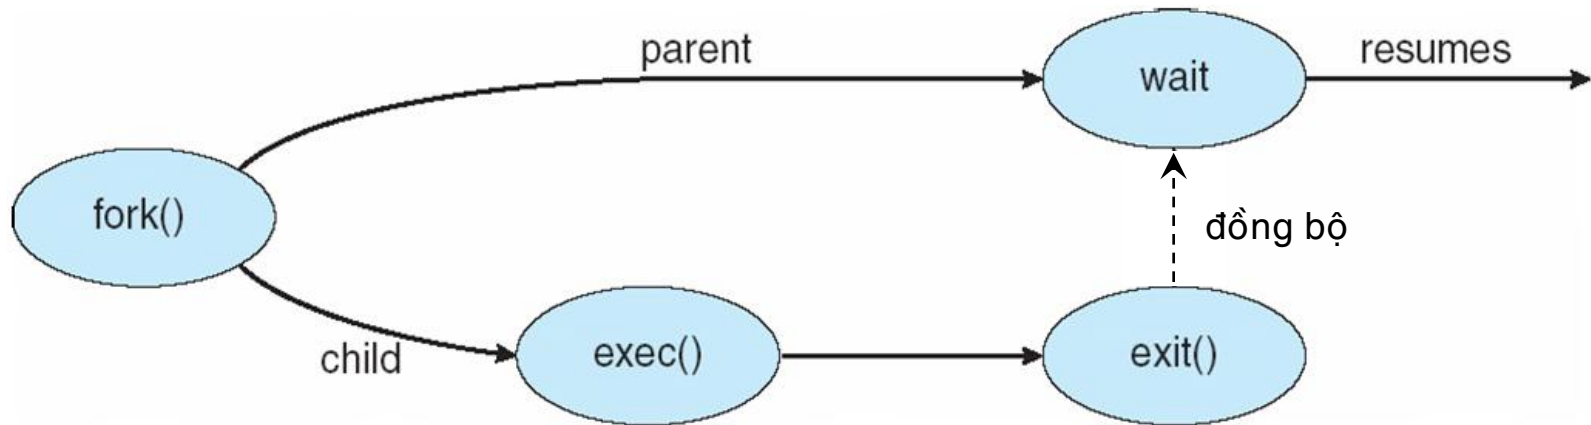 parent
wait
resumes
fork()
đồng bộ
child
exec()
exit()